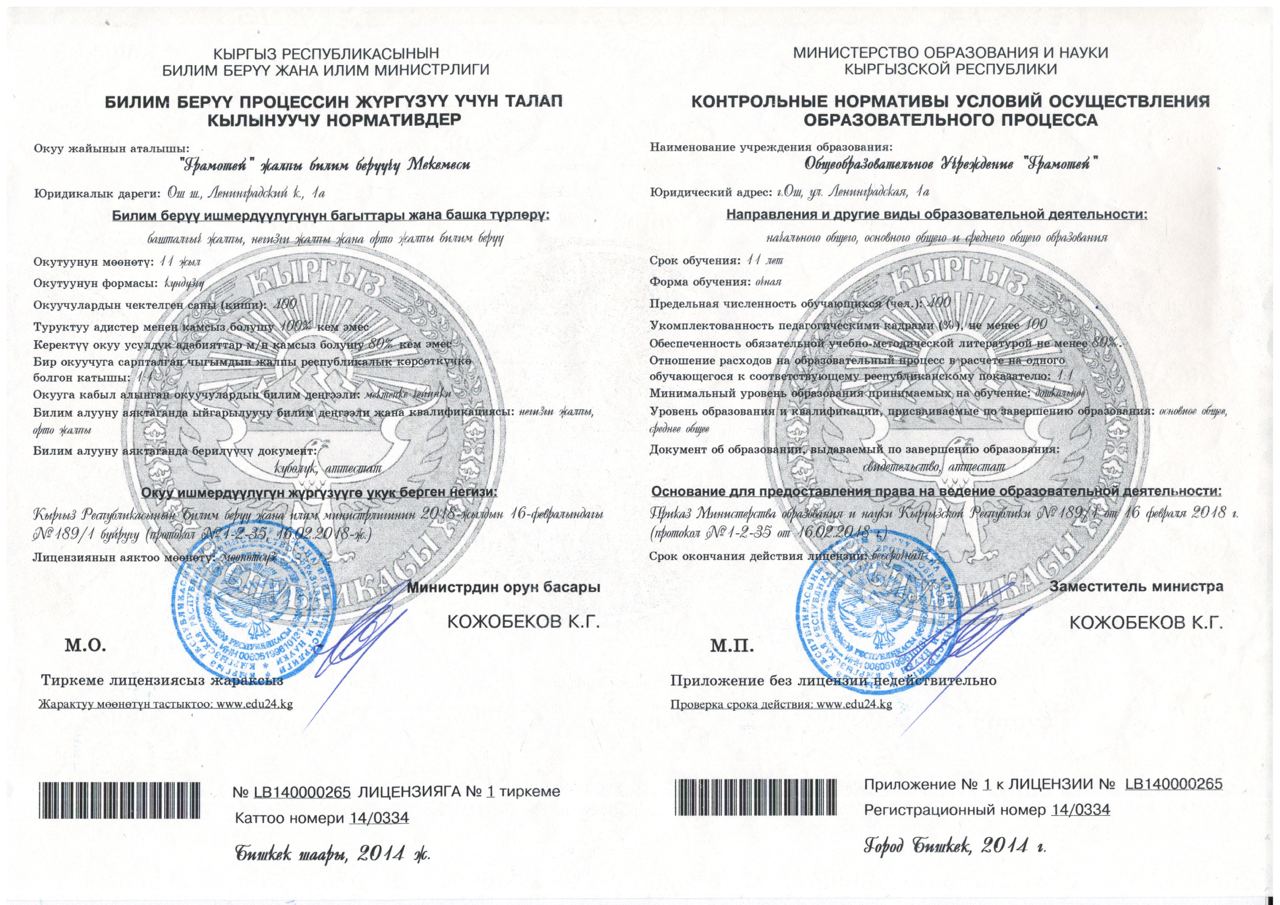 КЫРГЫЗ РЕСПУБЛИКАСЫНЫН
БИЛИМ БЕРҮҮ ЖАНА ИЛИМ МИНИСТРЛИГИ
БИЛИМ БЕРҮҮ ПРОЦЕССИН ЖҮРГҮЗҮҮ ҮЧҮН ТАЛАП
КЫЛЫНУУЧУ НОРМАТИВДЕР
Окуу жайынын аталышы:
"Грамотей" жалпы билим берүүчү Мекемеси
Юридикалык дареги: Ош ш., Ленинградский к., 1а
Билим берүү ишмердүүлүгүнүн багыттары жана башка түрлөрү:
башталгыч жалпы, негизги жалпы жана орто жалпы билим берүү
Окутуунун мөөнөтү: 11 жыл
Окутуунун формасы: күндүзгү
Окуучулардын чектелген саны (киши): 400
Туруктуу адистер менен камсыз болушу 100% кем эмес
Керектүү окуу усулдук адабияттар м/н камсыз болушу 80% кем эмес
Бир окуучуга сарпталган чыгымдын жалпы республикалык көрсөткүчкө
болгон катышы: 1:1
Окууга кабыл алынган окуучулардын билим деңгээли: мектепке чейинки
Билим алууну аяктаганда ыйгарылуучу билим деңгээли жана квалификациясы: негизги жалпы,
орто жалпы
Билим алууну аяктаганда берилүүчү документ:
күбөлүк, аттестат
Окуу ишмердүүлүгүн жүргүзүүгө укук берген негизи:
Кыргыз Республикасынын Билим берүү жана илим министрлигинин 2018-жылдын 16-февралындагы
№189/1 буйругу (протокол №1-2-35, 16.02.2018-ж.)
Лицензиянын аяктоо мөөнөтү: мөөнөтсүз
Министрдин орун басары
КОЖОБЕКОВ К.Г.
М.О.
Тиркеме лицензиясыз жараксыз
Жарактуу мөөнөтүн тастыктоо: www.edu24.kg
№ LB140000265 ЛИЦЕНЗИЯГА № 1 тиркеме
Каттоо номери 14/0334
Бишкек шаары, 2014 ж.
МИНИСТЕРСТВО ОБРАЗОВАНИЯ И НАУКИ
КЫРГЫЗСКОЙ РЕСПУБЛИКИ
КОНТРОЛЬНЫЕ НОРМАТИВЫ УСЛОВИЙ ОСУЩЕСТВЛЕНИЯ
ОБРАЗОВАТЕЛЬНОГО ПРОЦЕССА
Наименование учреждения образования:
Общеобразовательное Учреждение "Грамотей"
Юридический адрес: г.Ош, ул. Ленинградская, 1а
Направления и другие виды образовательной деятельности:
начального общего, основного общего и среднего общего образования
Срок обучения: 11 лет
Форма обучения: очная
Предельная численность обучающихся (чел.): 400
Укомплектованность педагогическими кадрами (%), не менее 100
Обеспеченность обязательной учебно-методической литературой не менее 80%.
Отношение расходов на образовательный процесс в расчете на одного
обучающегося к соответствующему республиканскому показателю: 1:1
Минимальный уровень образования принимаемых на обучение: дошкольное
Уровень образования и квалификации, присваиваемые по завершению образования: основное общее,
среднее общее
Документ об образовании, выдаваемый по завершению образования:
свидетельство, аттестат
Основание для предоставления права на ведение образовательной деятельности:
Приказ Министерства образования и науки Кыргызской Республики №189/1 от 16 февраля 2018 г.
(протокол №1-2-35 от 16.02.2018 г.)
Срок окончания действия лицензии: бессрочная
Заместитель министра
КОЖОБЕКОВ К.Г.
М.П.
Приложение без лицензии недействительно
Проверка срока действия: www.edu24.kg
Приложение № 1 к ЛИЦЕНЗИИ № LB140000265
Регистрационный номер 14/0334
Город Бишкек, 2014 г.